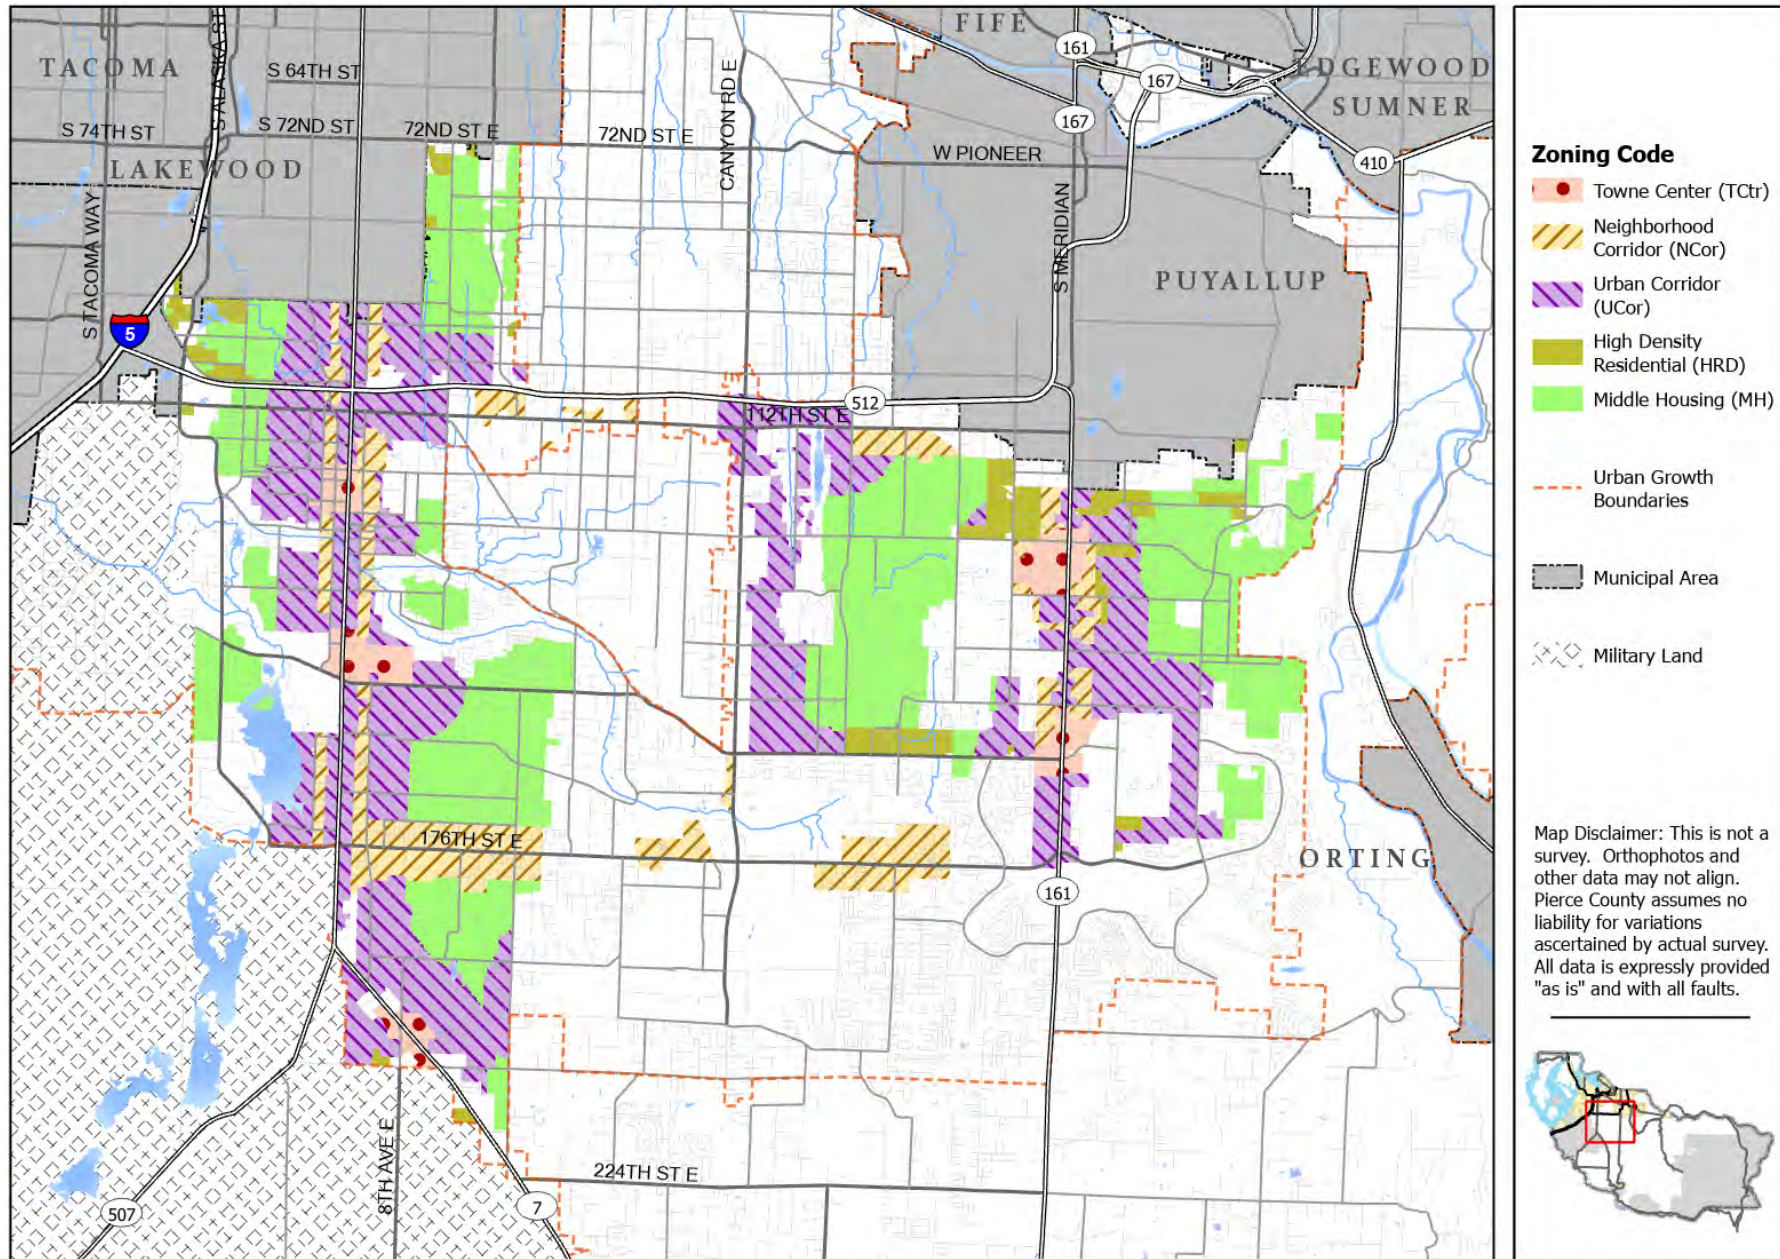 FIFE
161
TACOMA
S ALASKA ST
S 64TH ST
CANYON RD E
167
EDGEWOOD
SUMNER
S 74TH ST
S 72ND ST
72ND ST E
72ND ST E
167
W PIONEER
410
LAKEWOOD
S TACOMA WAY
S MERIDIAN
PUYALLUP
5
512
112TH ST E
176TH ST E
ORTING
161
8TH AVE E
224TH ST E
507
7
Zoning Code
Towne Center (TCtr)
Neighborhood
Corridor (NCor)
Urban Corridor
(UCor)
High Density
Residential (HRD)
Middle Housing (MH)
Urban Growth
Boundaries
Municipal Area
Military Land
Map Disclaimer: This is not a
survey. Orthophotos and
other data may not align.
Pierce County assumes no
liability for variations
ascertained by actual survey.
All data is expressly provided
"as is" and with all faults.